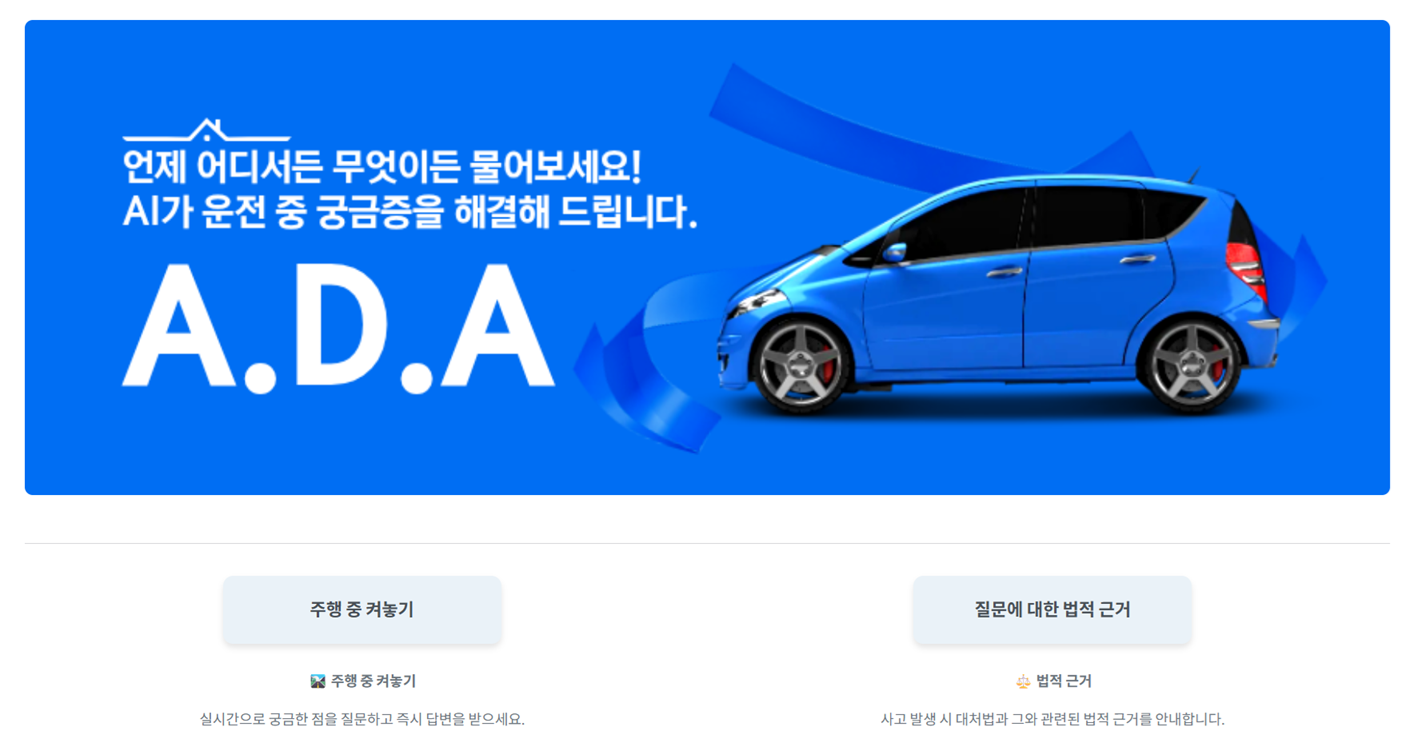 언제 어디서든 무엇이든 물어보세요!
AI가 운전 중 궁금증을 해결해 드립니다.
A.D.A
주행 중 켜놓기
질문에 대한 법적 근거
주행 중 켜놓기
법적 근거
실시간으로 궁금한 점을 질문하고 즉시 답변을 받으세요.
사고 발생 시 대처법과 그와 관련된 법적 근거를 안내합니다.